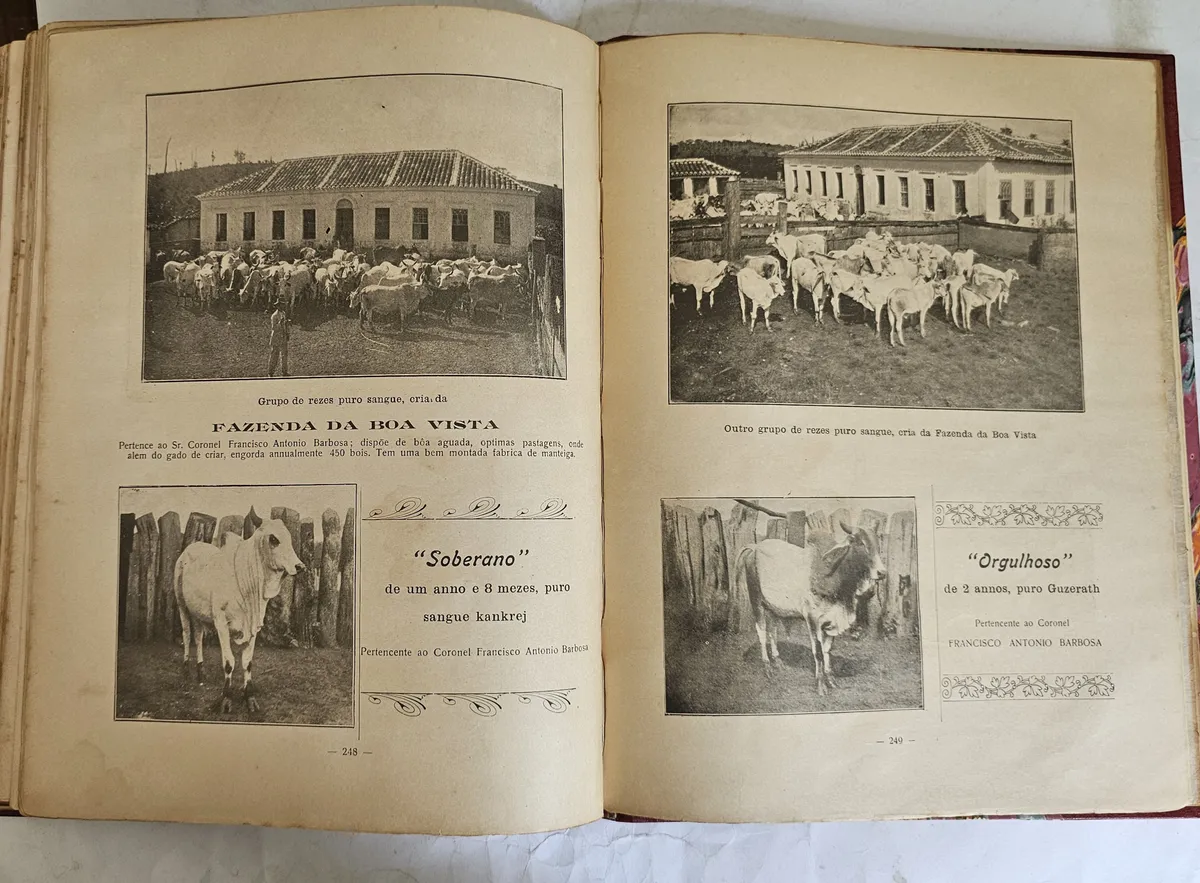 Grupo de rezes puro sangue, cria da
FAZENDA DA BOA VISTA
Pertence ao Sr. Coronel Francisco Antonio Barbosa; dispõe de bôa aguada, optimas pastagens, onde
alem do gado de criar, engorda annualmente 450 bois. Tem uma bem montada fabrica de manteiga.
“Soberano”
de um anno e 8 mezes, puro
sangue kankrej
Pertencente ao Coronel Francisco Antonio Barbosa
— 248 —
Outro grupo de rezes puro sangue, cria da Fazenda da Boa Vista
“Orgulhoso”
de 2 annos, puro Guzerath
Pertencente ao Coronel
FRANCISCO ANTONIO BARBOSA
— 249 —